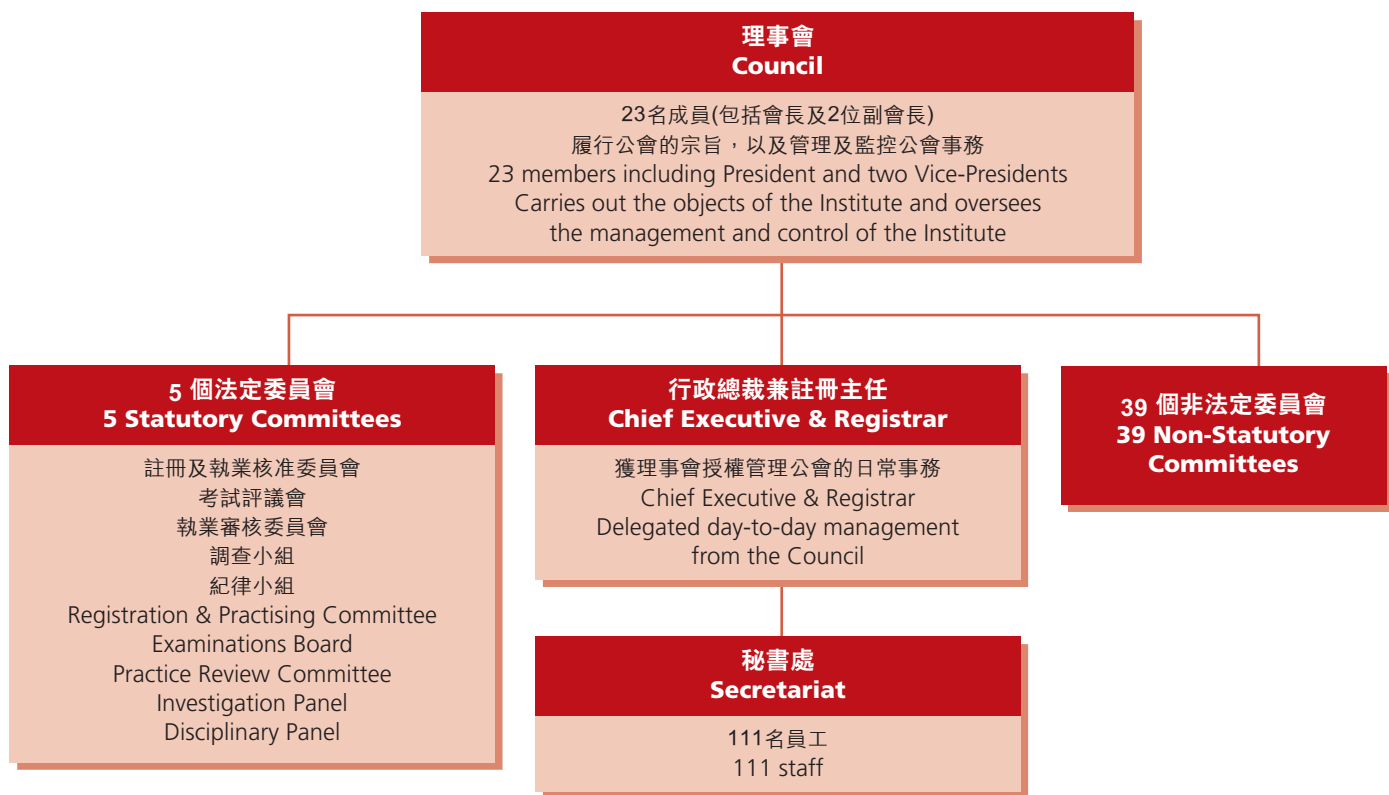 理事會
Council
23名成員(包括會長及2位副會長)
履行公會的宗旨，以及管理及監控公會事務
23 members including President and two Vice-Presidents
Carries out the objects of the Institute and oversees
the management and control of the Institute
5 個法定委員會
5 Statutory Committees
註冊及執業核准委員會
考試評議會
執業審核委員會
調查小組
紀律小組
Registration & Practising Committee
Examinations Board
Practice Review Committee
Investigation Panel
Disciplinary Panel
行政總裁兼註冊主任
Chief Executive & Registrar
獲理事會授權管理公會的日常事務
Chief Executive & Registrar
Delegated day-to-day management
from the Council
秘書處
Secretariat
111名員工
111 staff
39 個非法定委員會
39 Non-Statutory
Committees